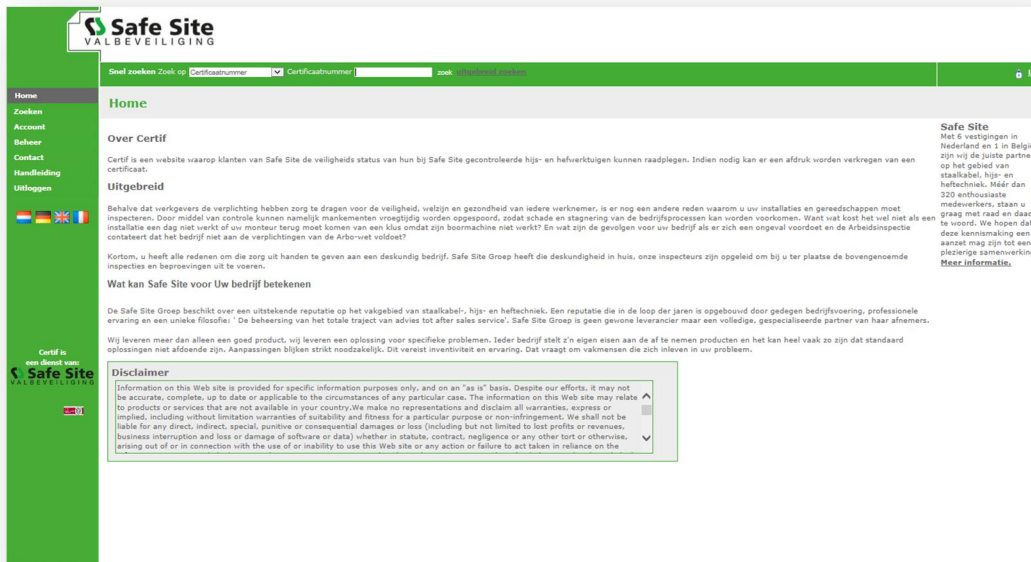 Safe Site
VALBEVEILIGING
Snel zoeken Zoek op Certificaatnummer Certificaatnummer zoek uitgebreid zoeken
Home
Zoeken
Account
Beheer
Contact
Handleiding
Uitloggen
Home
Over Certif
Certif is een website waarop klanten van Safe Site de veiligheids status van hun bij Safe Site gecontroleerde hijs- en hefwerktuigen kunnen raadplegen. Indien nodig kan er een afdruk worden verkregen van een
certificaat.
Uitgebreid
Behalve dat werkgevers de verplichting hebben zorg te dragen voor de veiligheid, welzijn en gezondheid van iedere werknemer, is er nog een andere reden waarom u uw installaties en gereedschappen moet
inspecteren. Door middel van controle kunnen namelijk mankementen vroegtijdig worden opgespoord, zodat schade en stagnering van de bedrijfsprocessen kan worden voorkomen. Want wat kost het wel niet als een
installatie een dag niet werkt of uw monteur terug moet komen van een klus omdat zijn boormachine niet werkt? En wat zijn de gevolgen voor uw bedrijf als er zich een ongeval voordoet en de Arbeidsinspectie
contateert dat het bedrijf niet aan de verplichtingen van de Arbo-wet voldoet?
Kortom, u heeft alle redenen om die zorg uit handen te geven aan een deskundig bedrijf. Safe Site Groep heeft die deskundigheid in huis, onze inspecteurs zijn opgeleid om bij u ter plaatse de bovengenoemde
inspecties en beproevingen uit te voeren.
Wat kan Safe Site voor Uw bedrijf betekenen
De Safe Site Groep beschikt over een uitstekende reputatie op het vakgebied van staalkabel-, hijs- en heftechniek. Een reputatie die in de loop der jaren is opgebouwd door gedegen bedrijfsvoering, professionele
ervaring en een unieke filosofie: ' De beheersing van het totale traject van advies tot after sales service'. Safe Site Groep is geen gewone leverancier maar een volledige, gespecialiseerde partner van haar afnemers.
Wij leveren meer dan alleen een goed product, wij leveren een oplossing voor specifieke problemen. Ieder bedrijf stelt z'n eigen eisen aan de af te nemen producten en het kan heel vaak zo zijn dat standaard
oplossingen niet afdoende zijn. Aanpassingen blijken strikt noodzakelijk. Dit vereist inventiviteit en ervaring. Dat vraagt om vakmensen die zich inleven in uw probleem.
Disclaimer
Information on this Web site is provided for specific information purposes only, and on an "as is" basis. Despite our efforts, it may not
be accurate, complete, up to date or applicable to the circumstances of any particular case. The information on this Web site may relate
to products or services that are not available in your country.We make no representations and disclaim all warranties, express or
implied, including without limitation warranties of suitability and fitness for a particular purpose or non-infringement. We shall not be
liable for any direct, indirect, special, punitive or consequential damages or loss (including but not limited to lost profits or revenues,
business interruption and loss or damage of software or data) whether in statute, contract, negligence or any other tort or otherwise,
arising out of or in connection with the use of or inability to use this Web site or any action or failure to act taken in reliance on the
Safe Site
Met 6 vestigingen in
Nederland en 1 in Belgi
zijn wij de juiste partne
op het gebied van
staalkabel, hijs- en
heftechniek. Méér dan
320 enthousiaste
medewerkers, staan u
graag met raad en daad
te woord. We hopen dat
deze kennismaking een
aanzet mag zijn tot een
plezierige samenwerkin
Meer informatie.
Certif is
een dienst van:
Safe Site
VALBEVEILIGING